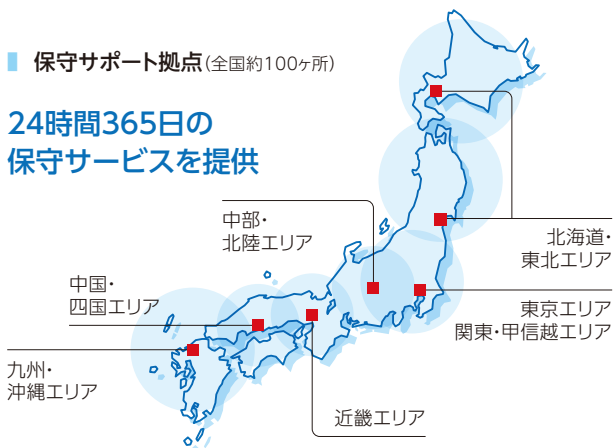 保守サポート拠点(全国約100ヶ所)
24時間365日の
保守サービスを提供
中部・
北陸エリア
北海道・
東北エリア
中国・
四国エリア
東京エリア
関東・甲信越エリア
九州・
沖縄エリア
近畿エリア